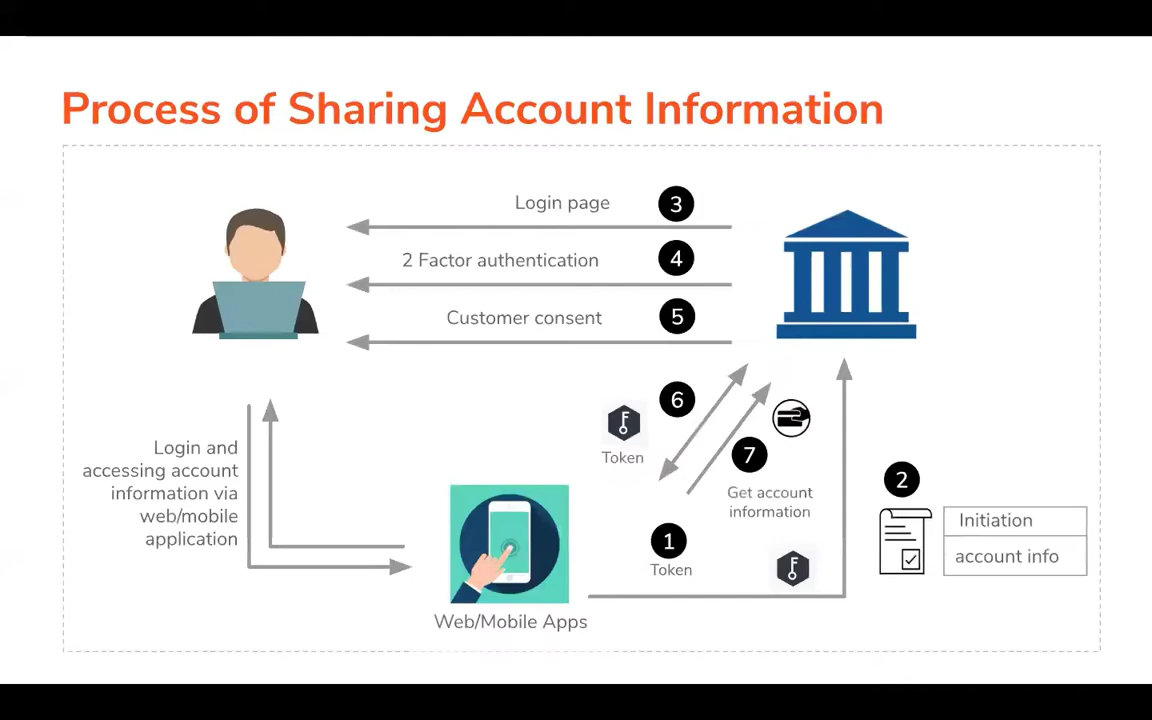 Process of Sharing Account Information
Login page
3
2 Factor authentication
4
Customer consent
5
6
Token
7
Get account
information
Login and
accessing account
information via
web/mobile
application
1
Token
2
Initiation
account info
Web/Mobile Apps